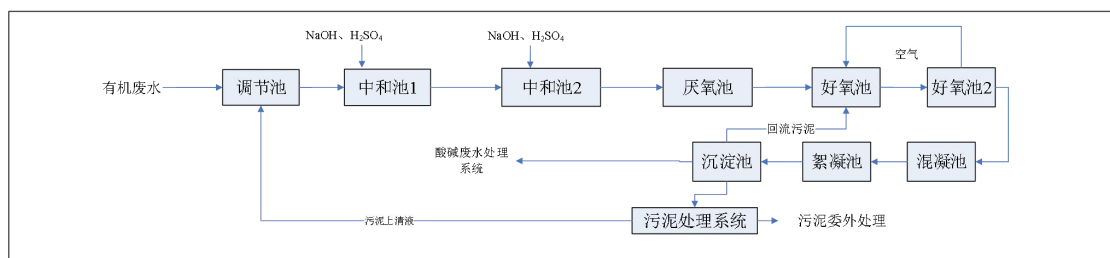 NaOH、H₂SO₄
NaOH、H₂SO₄
空气
有机废水
调节池
中和池1
中和池2
厌氧池
好氧池
好氧池2
回流污泥
酸碱废水处理
系统
沉淀池
絮凝池
混凝池
污泥上清液
污泥处理系统
污泥委外处理